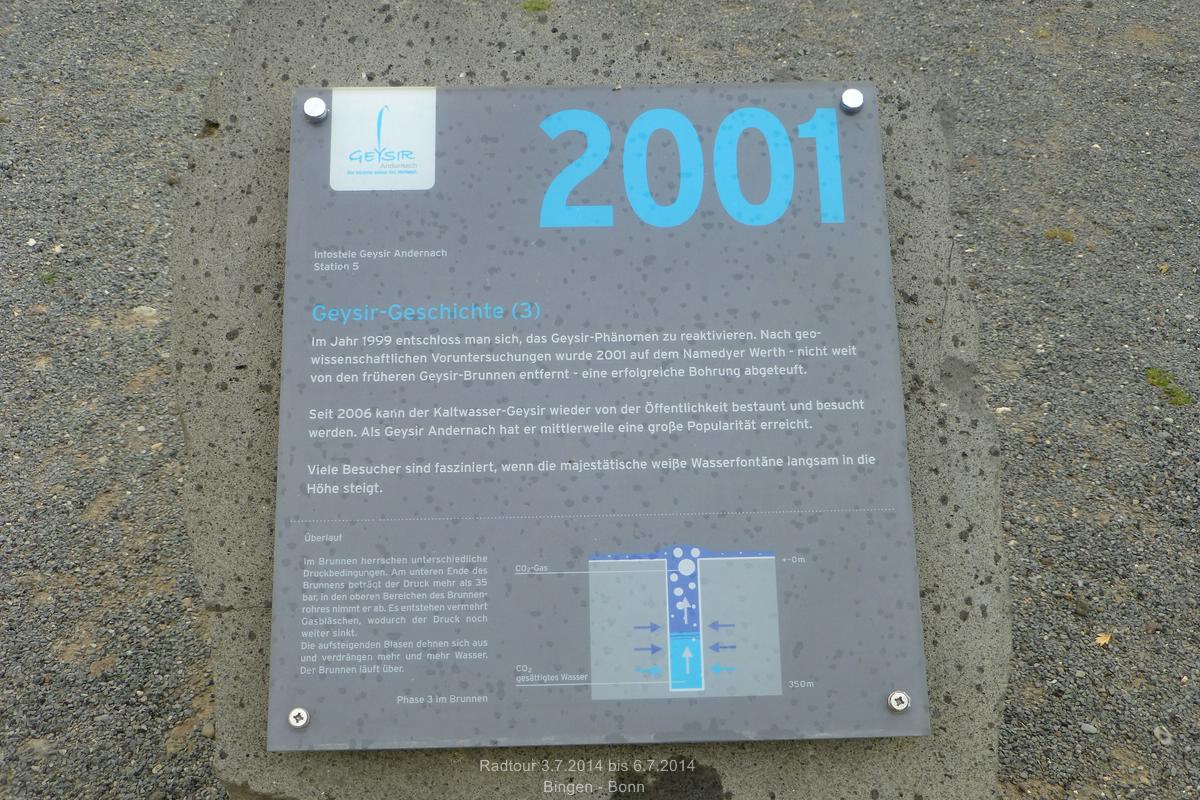 GEYSIR
Andernach
2001
Infostele Geysir Andernach
Station 5
Geysir-Geschichte (3)
Im Jahr 1999 entschloss man sich, das Geysir-Phänomen zu reaktivieren. Nach geo-
wissenschaftlichen Voruntersuchungen wurde 2001 auf dem Namedyer Werth - nicht weit
von den früheren Geysir-Brunnen entfernt - eine erfolgreiche Bohrung abgeteuft.
Seit 2006 kann der Kaltwasser-Geysir wieder von der Öffentlichkeit bestaunt und besucht
werden. Als Geysir Andernach hat er mittlerweile eine große Popularität erreicht.
Viele Besucher sind fasziniert, wenn die majestätische weiße Wasserfontäne langsam in die
Höhe steigt.
Überlauf
Im Brunnen herrschen unterschiedliche
Druckbedingungen. Am unteren Ende des
Brunnens beträgt der Druck mehr als 35
bar, in den oberen Bereichen des Brunnen-
rohres nimmt er ab. Es entstehen vermehrt
Gasbläschen, wodurch der Druck noch
weiter sinkt.
Die aufsteigenden Blasen dehnen sich aus
und verdrängen mehr und mehr Wasser.
Der Brunnen läuft über.
Phase 3 im Brunnen
CO₂-Gas
+-0m
CO₂
gesättigtes Wasser
350m
Radtour 3.7.2014 bis 6.7.2014
Bingen - Bonn